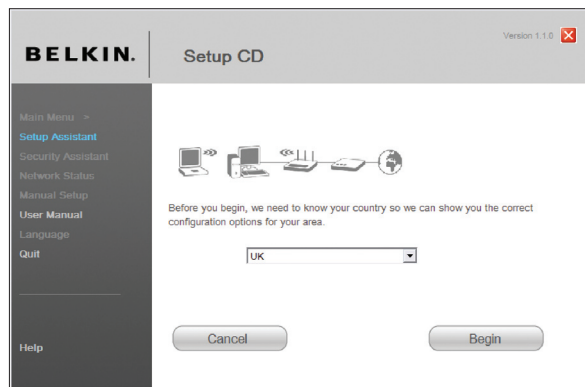 BELKIN.
Setup CD
Version 1.1.0
Main Menu >
Setup Assistant
Security Assistant
Network Status
Manual Setup
User Manual
Language
Quit
Help
Before you begin, we need to know your country so we can show you the correct
configuration options for your area.
UK
Cancel
Begin